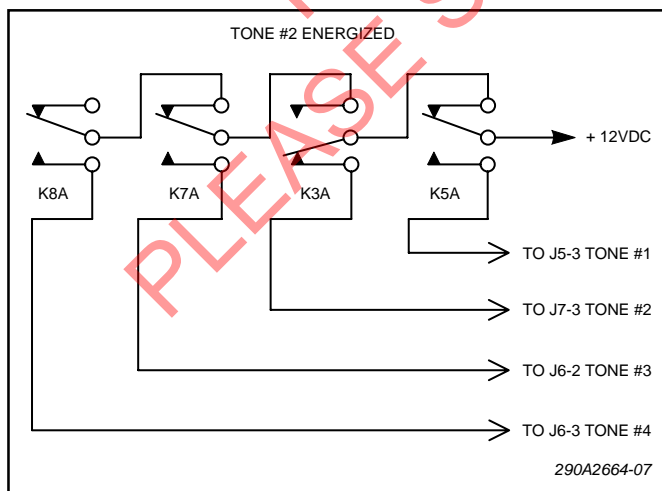 TONE #2 ENERGIZED
+ 12VDC
K8A
K7A
K3A
K5A
TO J5-3 TONE #1
TO J7-3 TONE #2
TO J6-2 TONE #3
TO J6-3 TONE #4
290A2664-07
PLEASE